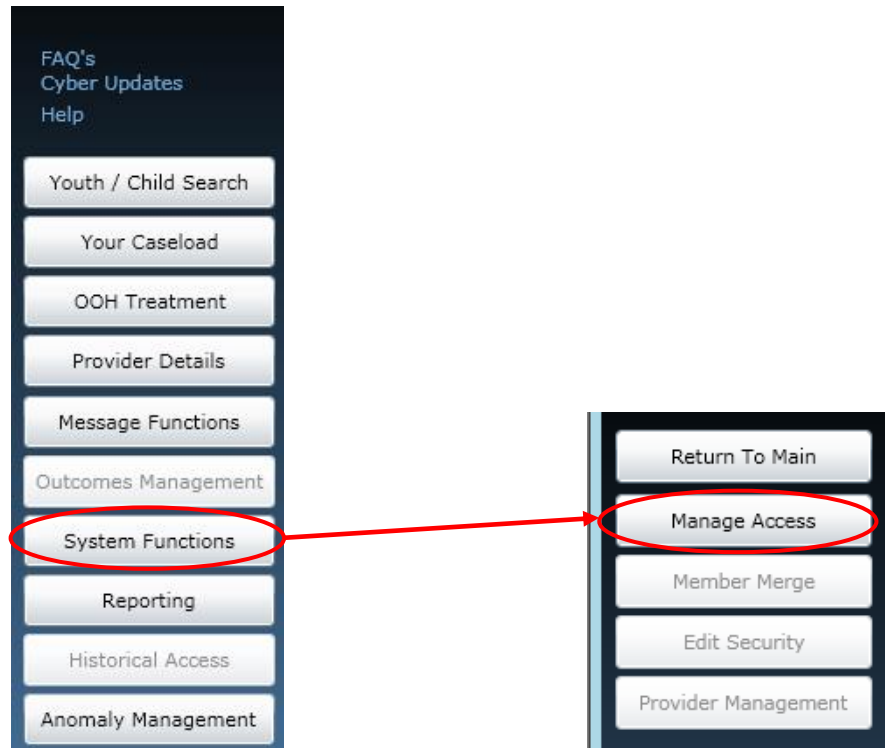 FAQ's
Cyber Updates
Help
Youth / Child Search
Your Caseload
OOH Treatment
Provider Details
Message Functions
Outcomes Management
System Functions
Reporting
Historical Access
Anomaly Management
Return To Main
Manage Access
Member Merge
Edit Security
Provider Management